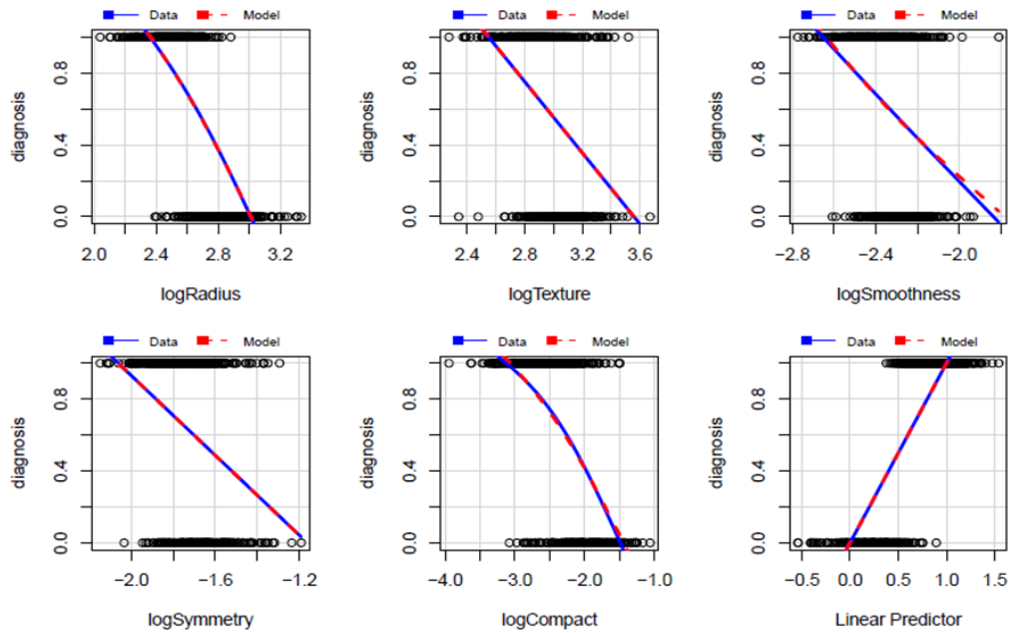 Data Model
diagnosis
0.0 0.4 0.8
2.0 2.4 2.8 3.2
logRadius
Data Model
diagnosis
0.0 0.4 0.8
2.4 2.8 3.2 3.6
logTexture
Data Model
diagnosis
0.0 0.4 0.8
−2.8 −2.4 −2.0
logSmoothness
Data Model
diagnosis
0.0 0.4 0.8
−2.0 −1.6 −1.2
logSymmetry
Data Model
diagnosis
0.0 0.4 0.8
−4.0 −3.0 −2.0 −1.0
logCompact
Data Model
diagnosis
0.0 0.4 0.8
−0.5 0.0 0.5 1.0 1.5
Linear Predictor